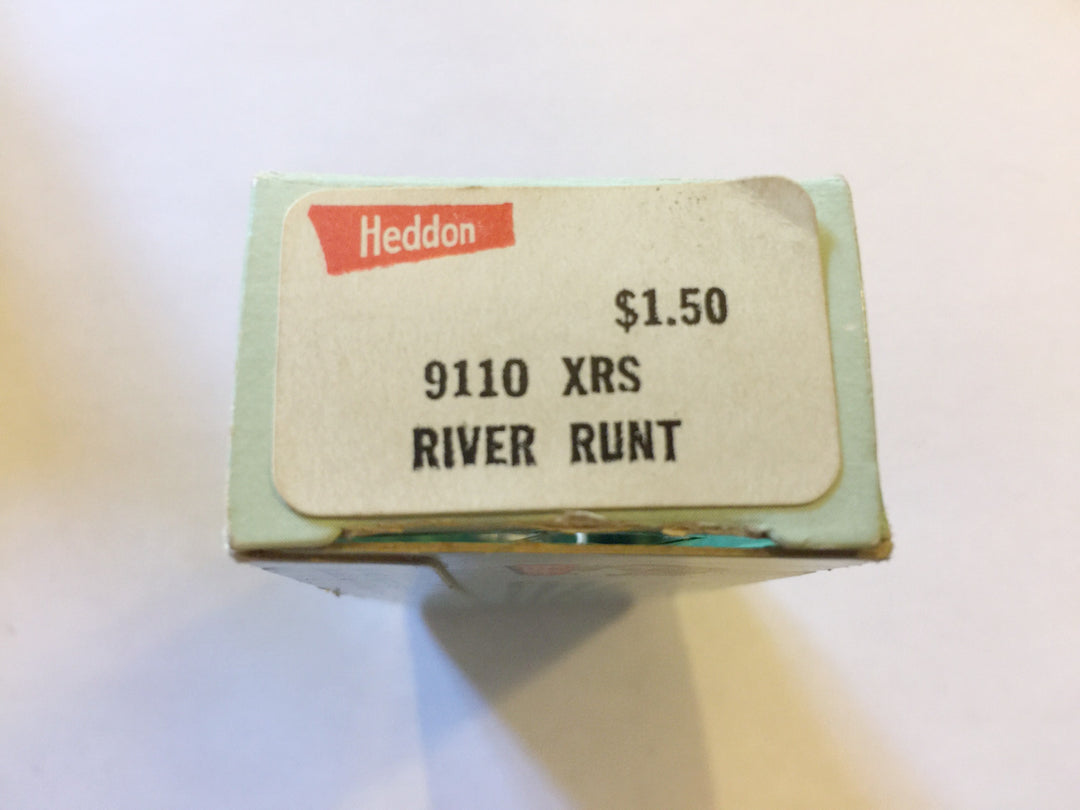 Heddon
$1.50
9110 XRS
RIVER RUNT